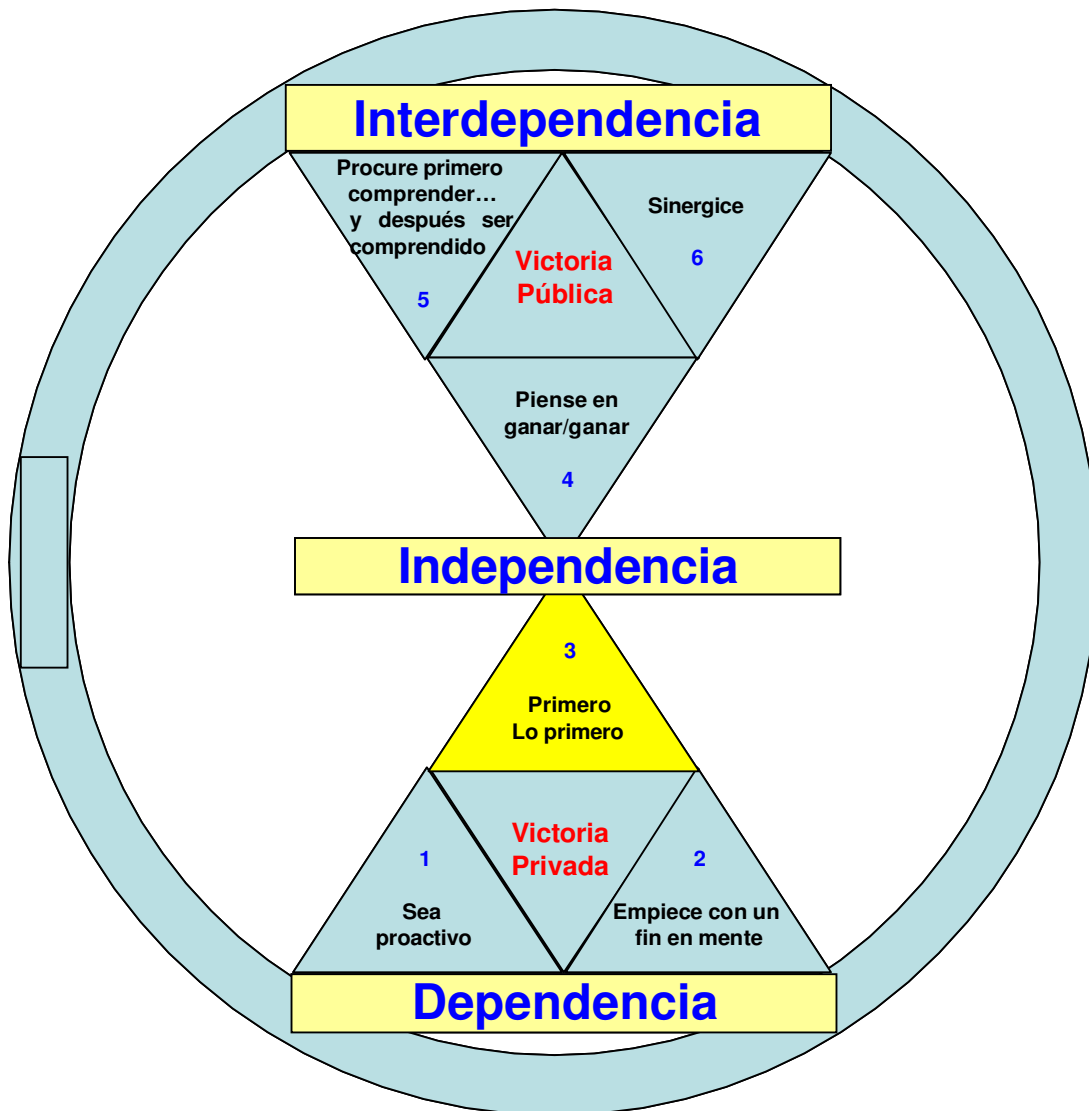 Interdependencia
Procure primero
comprender…
y después ser
comprendido
5
Victoria
Pública
Sinergice
6
Piense en
ganar/ganar
4
Independencia
3
Primero
Lo primero
Victoria
Privada
1
Sea
proactivo
2
Empiece con un
fin en mente
Dependencia